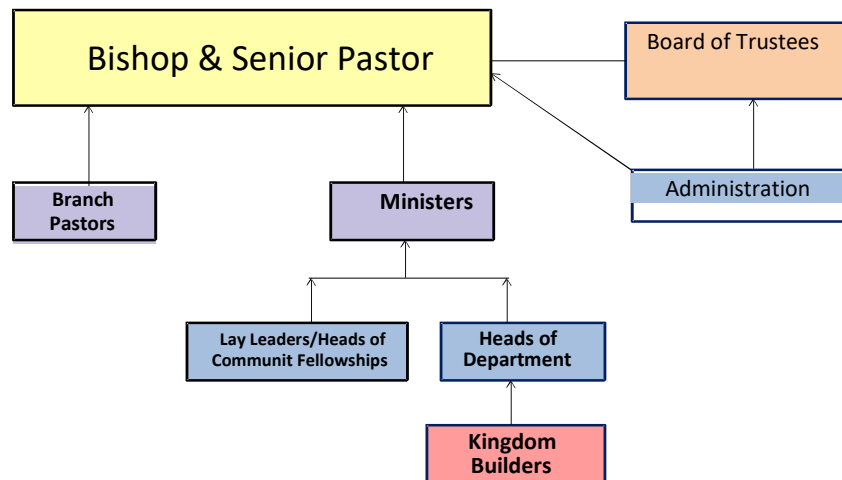 Bishop & Senior Pastor
Board of Trustees
Branch
Pastors
Ministers
Administration
Lay Leaders/Heads of
Communit Fellowships
Heads of
Department
Kingdom
Builders